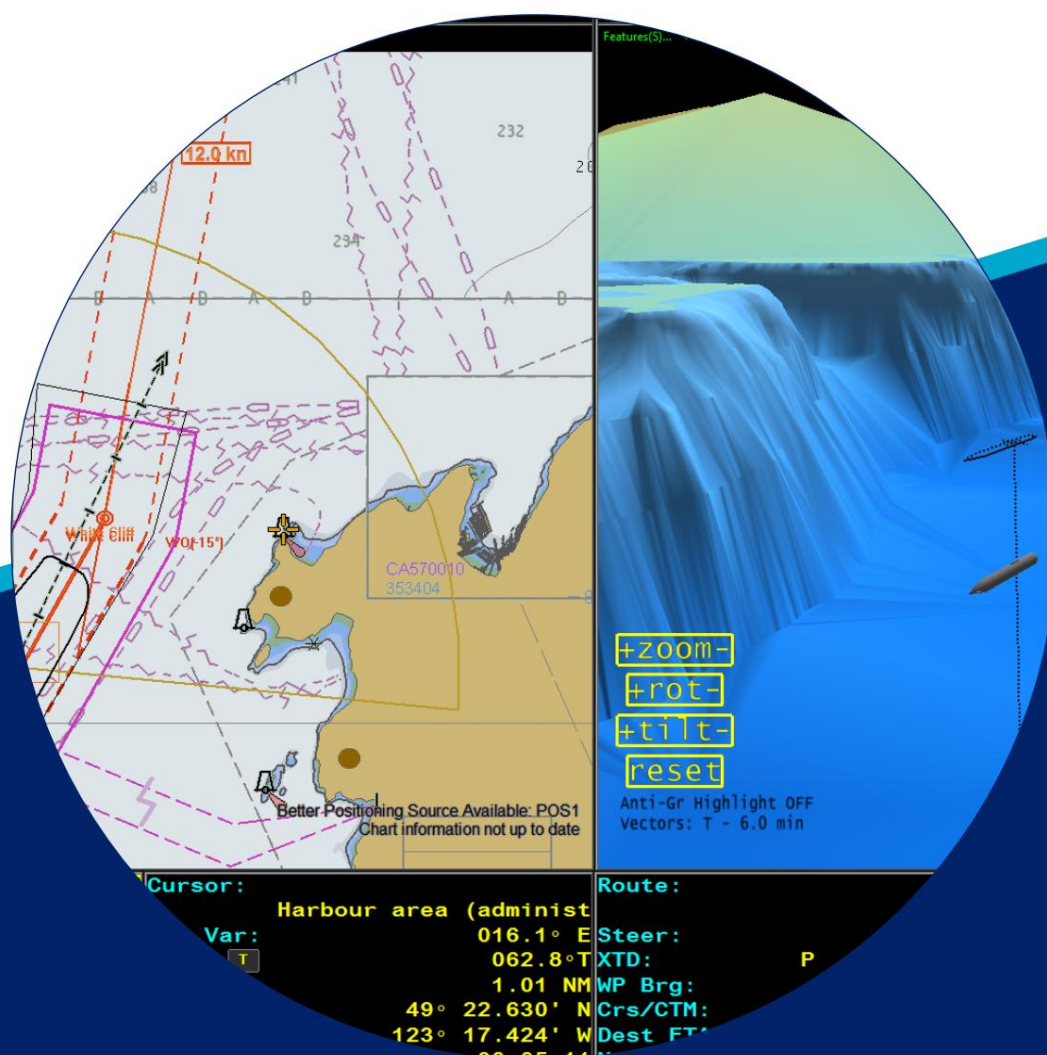 Features(S)...
12.0 kn
232
234
B A B A B
A B
White Cliff
WO(-15°)
CA570010
353404
Better Positioning Source Available: POS1
Chart information not up to date
+zoom-
+rot-
+tilt-
reset
Anti-Gr Highlight OFF
Vectors: T - 6.0 min
Cursor:
Harbour area (administ
Var: 016.1° E
T 062.8°T
1.01 NM
49° 22.630' N
123° 17.424' W
Route:
Steer:
XTD: P
WP Brg:
Crs/CTM: